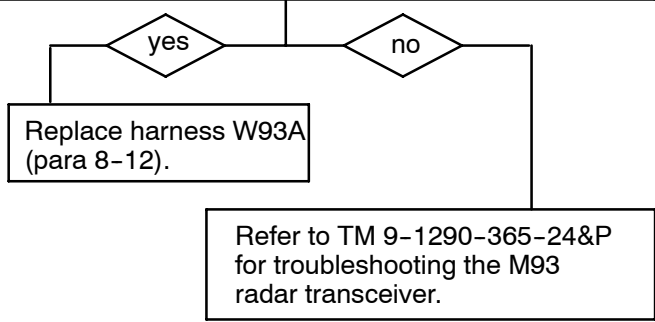 yes
no
Replace harness W93A
(para 8-12).
Refer to TM 9-1290-365-24&P
for troubleshooting the M93
radar transceiver.